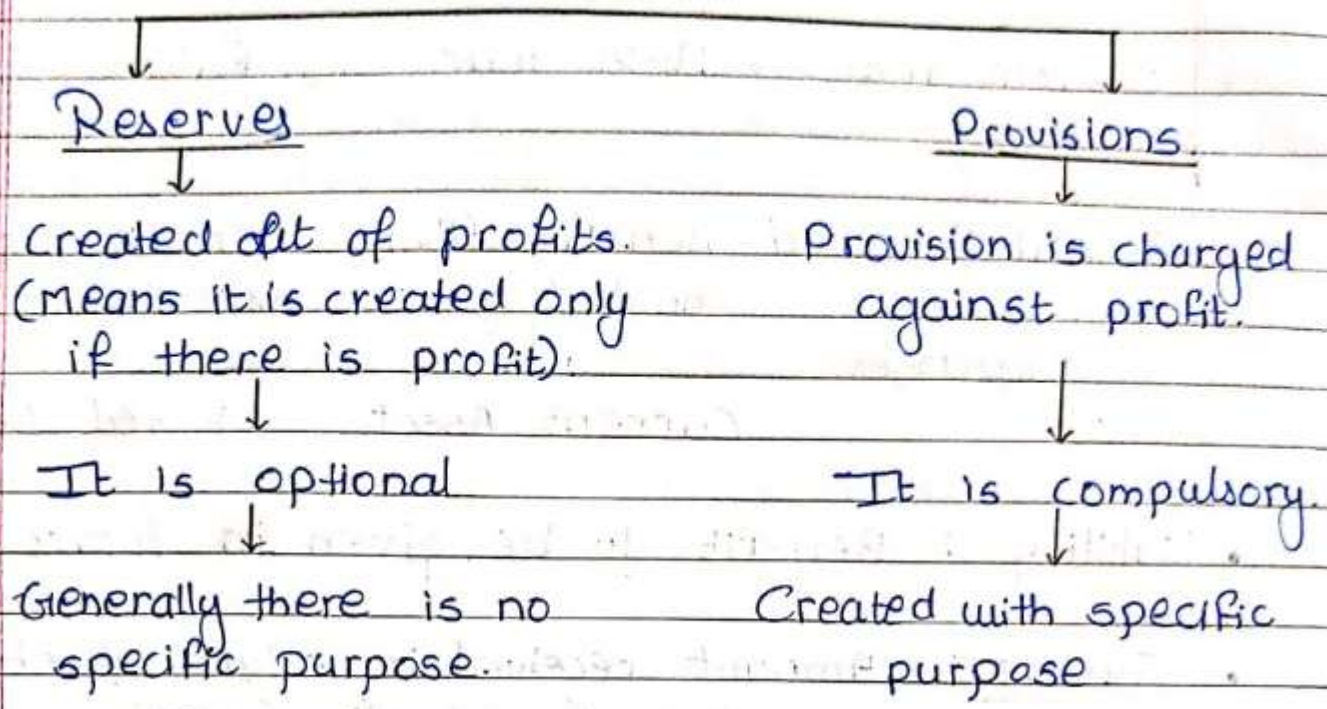 Reserves
Provisions.
Created out of profits.
(Means it is created only
if there is profit).
Provision is charged
against profit.
It is optional
It is compulsory.
Generally there is no
specific purpose.
Created with specific
purpose.